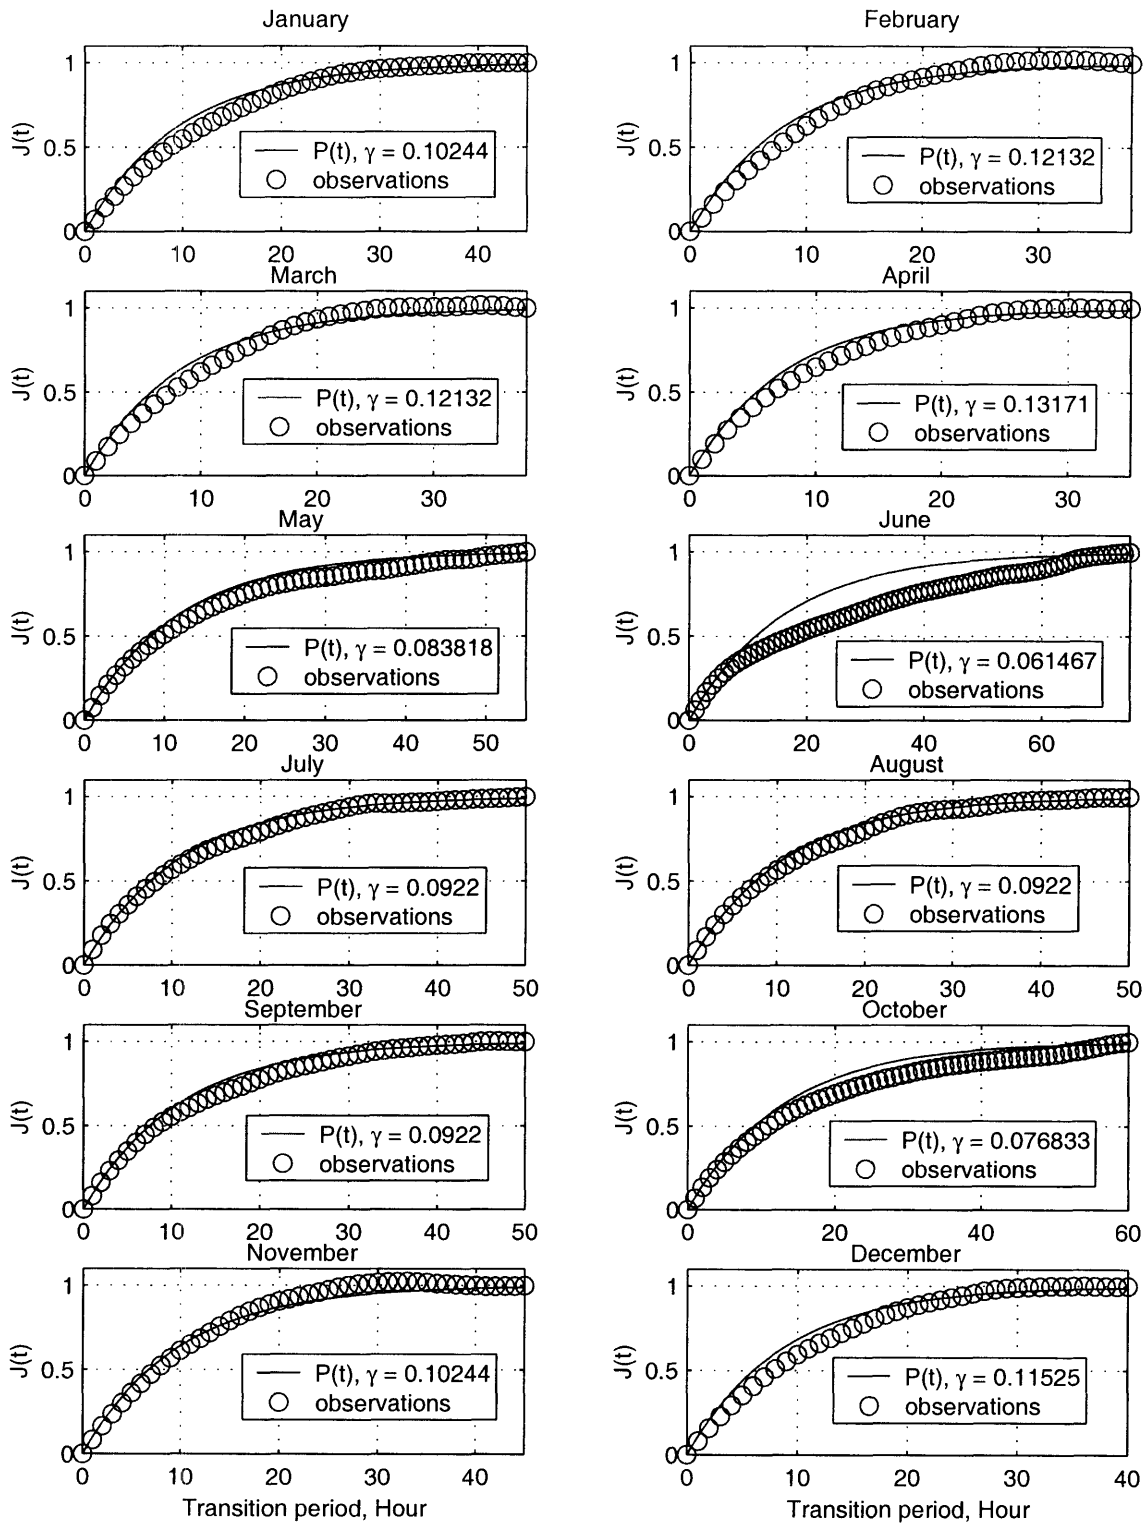 January
J(t)
1
0.5
0
P(t), γ = 0.10244
observations
0 10 20 30 40
February
J(t)
1
0.5
0
P(t), γ = 0.12132
observations
0 10 20 30
March
J(t)
1
0.5
0
P(t), γ = 0.12132
observations
0 10 20 30
April
J(t)
1
0.5
0
P(t), γ = 0.13171
observations
0 10 20 30
May
J(t)
1
0.5
0
P(t), γ = 0.083818
observations
0 10 20 30 40 50
June
J(t)
1
0.5
0
P(t), γ = 0.061467
observations
0 20 40 60
July
J(t)
1
0.5
0
P(t), γ = 0.0922
observations
0 10 20 30 40 50
August
J(t)
1
0.5
0
P(t), γ = 0.0922
observations
0 10 20 30 40 50
September
J(t)
1
0.5
0
P(t), γ = 0.0922
observations
0 10 20 30 40 50
October
J(t)
1
0.5
0
P(t), γ = 0.076833
observations
0 20 40 60
November
J(t)
1
0.5
0
P(t), γ = 0.10244
observations
0 10 20 30 40
Transition period, Hour
December
J(t)
1
0.5
0
P(t), γ = 0.11525
observations
0 10 20 30 40
Transition period, Hour